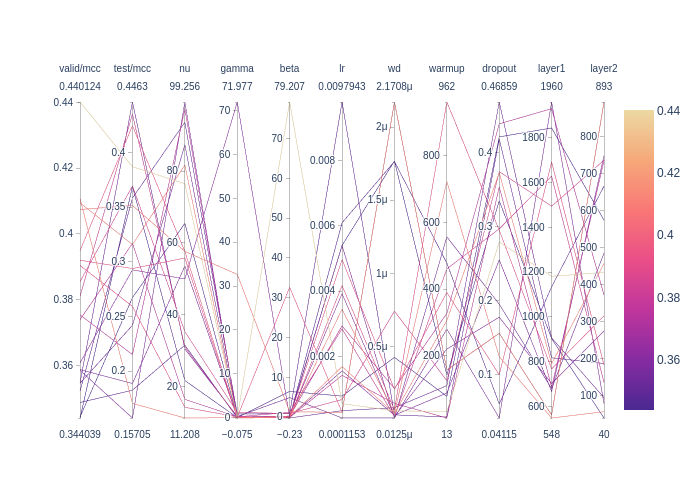 valid/mcc test/mcc nu gamma beta lr wd warmup dropout layer1 layer2
0.440124 0.4463 99.256 71.977 79.207 0.0097943 2.1708μ 962 0.46859 1960 893
0.44 0.42 0.4 0.38 0.36
0.4 0.35 0.3 0.25 0.2
80 60 40 20
70 60 50 40 30 20 10 0
70 60 50 40 30 20 10 0
0.008 0.006 0.004 0.002
2μ 1.5μ 1μ 0.5μ
800 600 400 200
0.4 0.3 0.2 0.1
1800 1600 1400 1200 1000 800 600
800 700 600 500 400 300 200 100
0.344039 0.15705 11.208 −0.075 −0.23 0.0001153 0.0125μ 13 0.04115 548 40
0.44
0.42
0.4
0.38
0.36